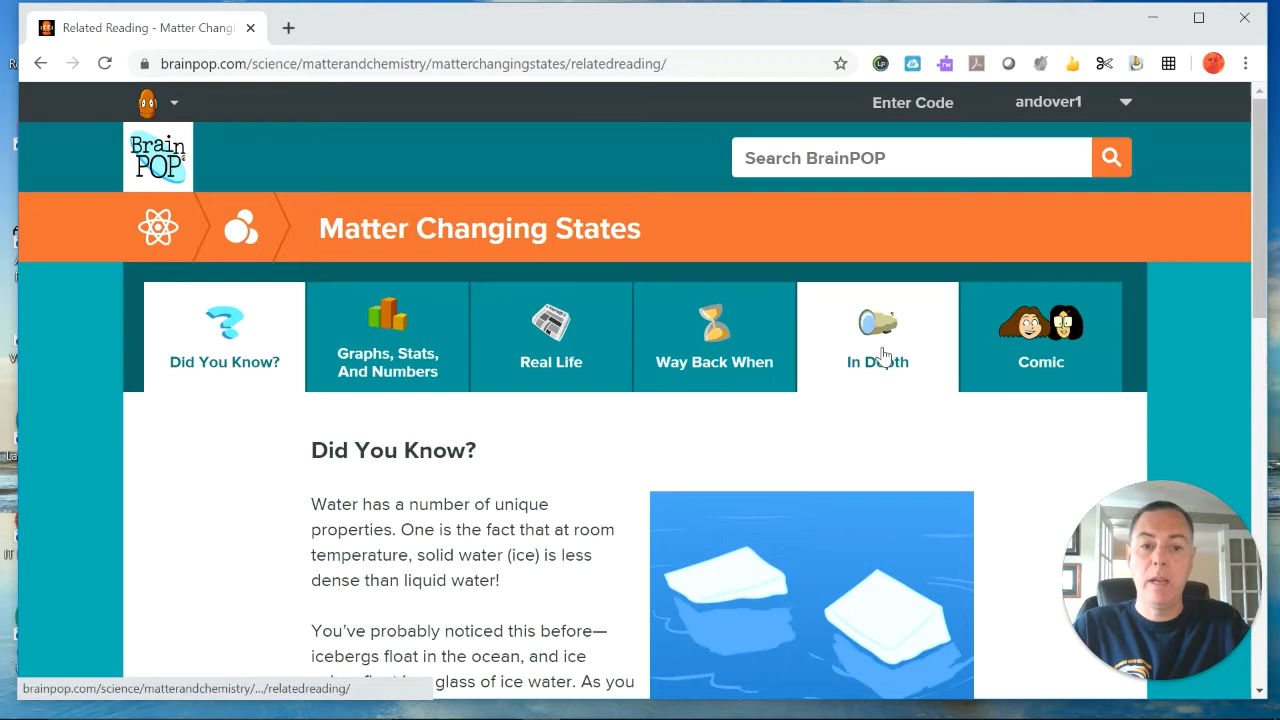 Related Reading - Matter Changi
brainpop.com/science/matterandchemistry/matterchangingstates/relatedreading/
Enter Code
andover1
Brain
POP
Search BrainPOP
Matter Changing States
Did You Know?
Graphs, Stats,
And Numbers
Real Life
Way Back When
In Depth
Comic
Did You Know?
Water has a number of unique
properties. One is the fact that at room
temperature, solid water (ice) is less
dense than liquid water!
You've probably noticed this before—
icebergs float in the ocean, and ice
glass of ice water. As you
brainpop.com/science/matterandchemistry/.../relatedreading/